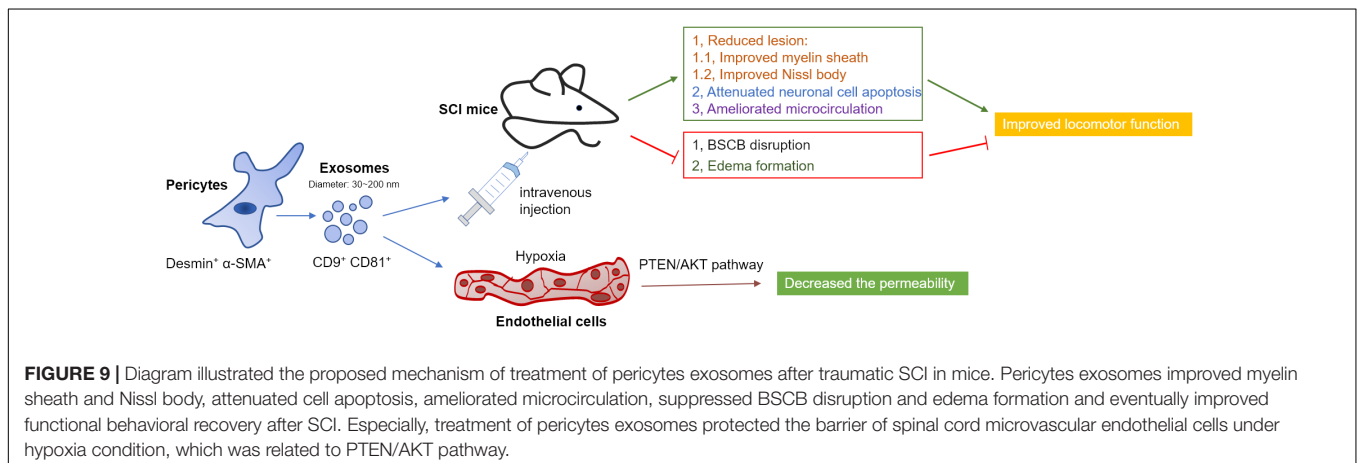 1, Reduced lesion:
1.1, Improved myelin sheath
1.2, Improved Nissl body
2, Attenuated neuronal cell apoptosis
3, Ameliorated microcirculation
SCI mice
Improved locomotor function
1, BSCB disruption
2, Edema formation
Pericytes
Exosomes
Diameter: 30~200 nm
intravenous
injection
Desmin⁺ α-SMA⁺
CD9⁺ CD81⁺
Hypoxia
PTEN/AKT pathway
Decreased the permeability
Endothelial cells
FIGURE 9 | Diagram illustrated the proposed mechanism of treatment of pericytes exosomes after traumatic SCI in mice. Pericytes exosomes improved myelin
sheath and Nissl body, attenuated cell apoptosis, ameliorated microcirculation, suppressed BSCB disruption and edema formation and eventually improved
functional behavioral recovery after SCI. Especially, treatment of pericytes exosomes protected the barrier of spinal cord microvascular endothelial cells under
hypoxia condition, which was related to PTEN/AKT pathway.